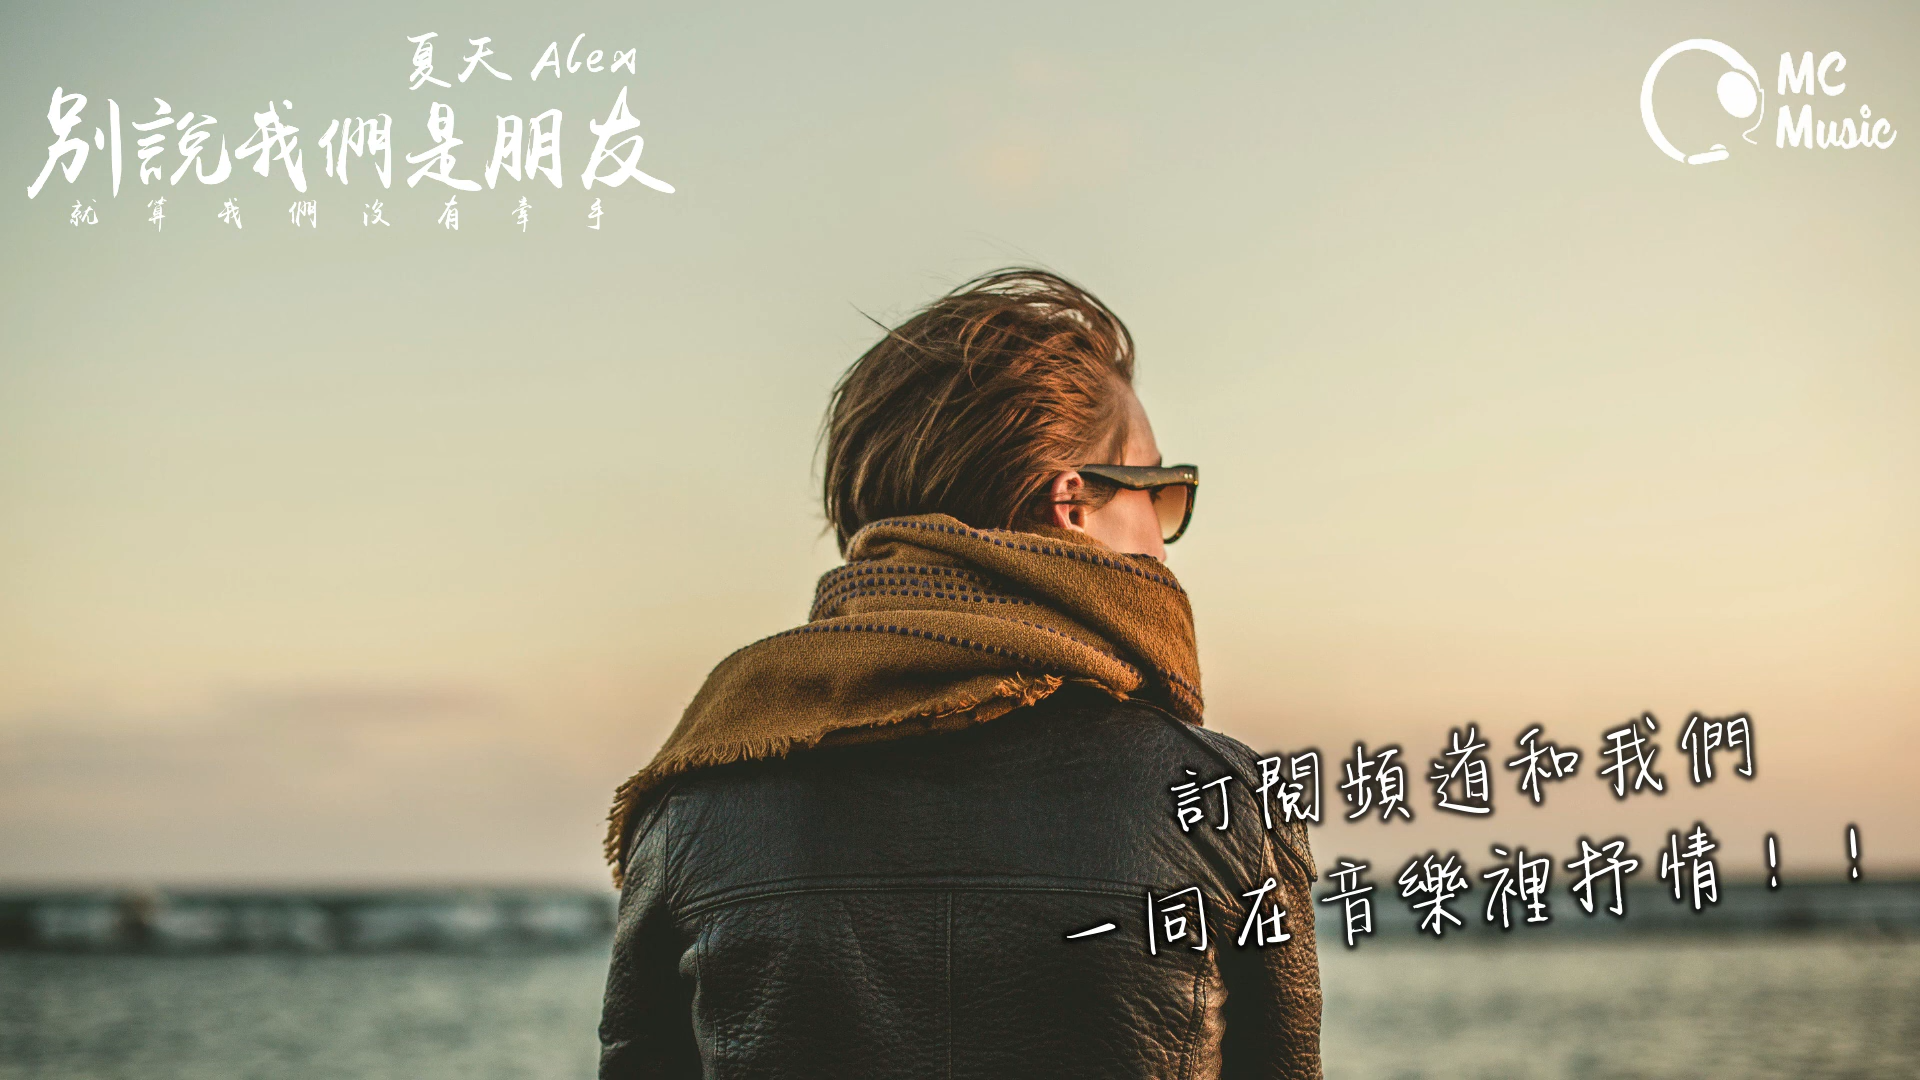 夏天 Alex
別說我們是朋友
就算我們沒有牽手
MC
Music
訂閱頻道和我們
一同在音樂裡抒情！！